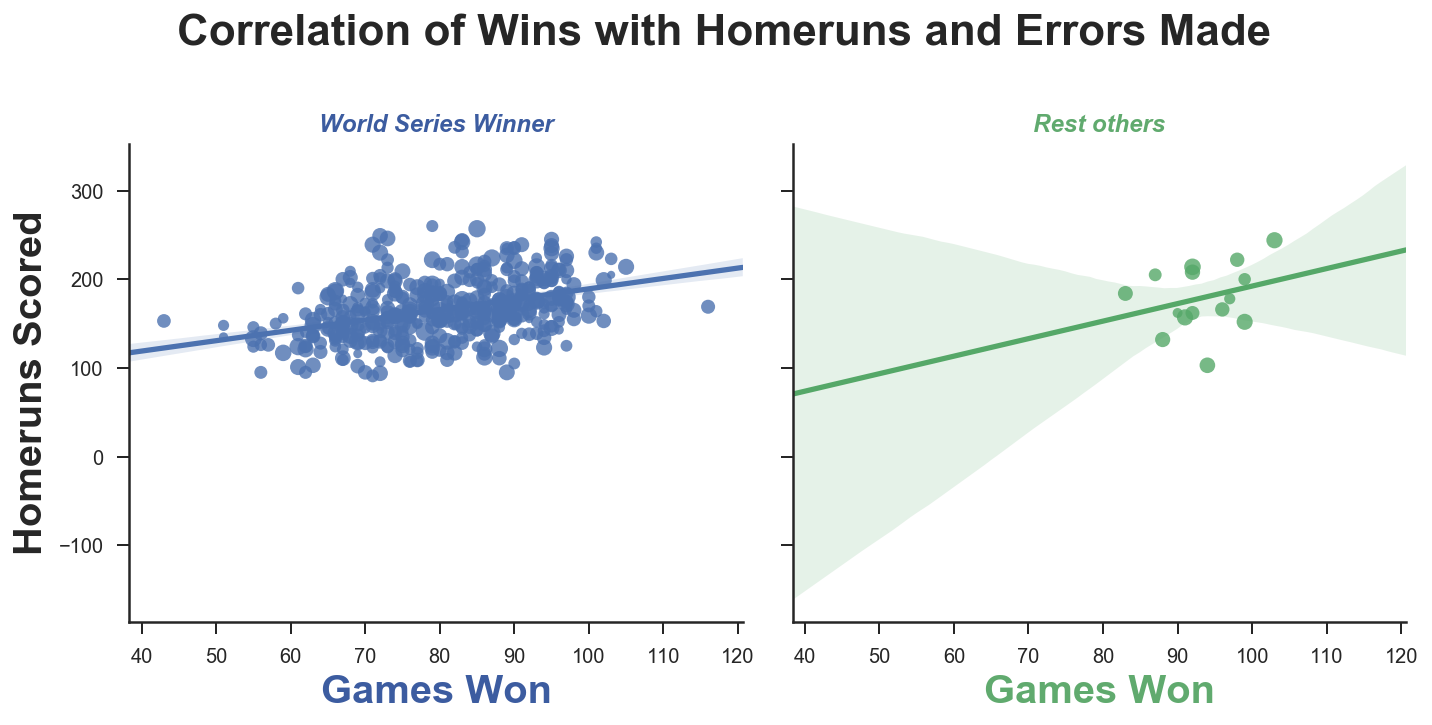 Correlation of Wins with Homeruns and Errors Made
World Series Winner
Rest others
Homeruns Scored
300
200
100
0
−100
40 50 60 70 80 90 100 110 120
40 50 60 70 80 90 100 110 120
Games Won
Games Won